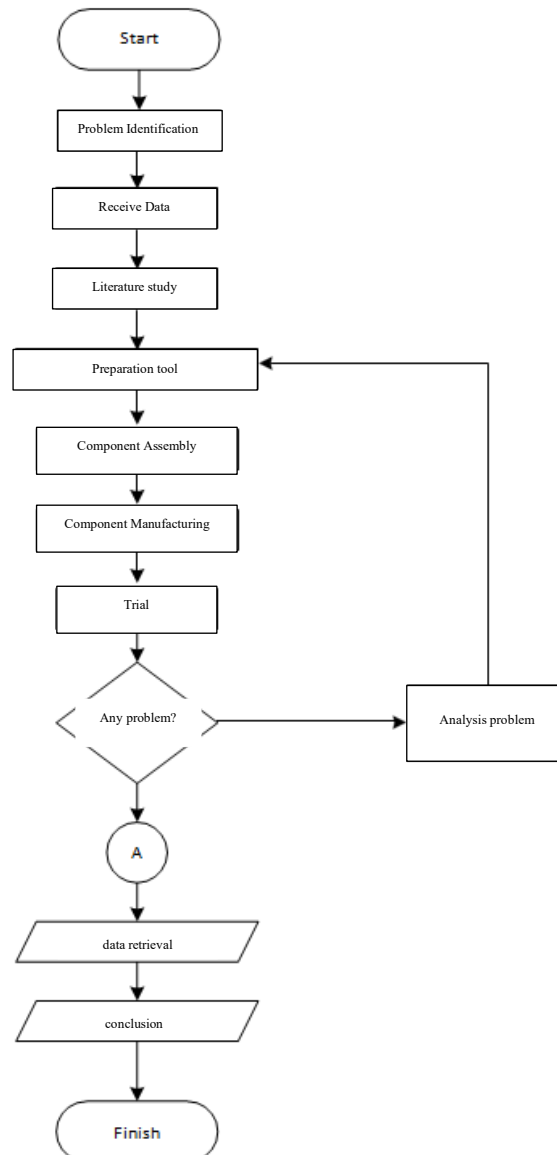 Start
Problem Identification
Receive Data
Literature study
Preparation tool
Component Assembly
Component Manufacturing
Trial
Any problem?
Analysis problem
A
data retrieval
conclusion
Finish